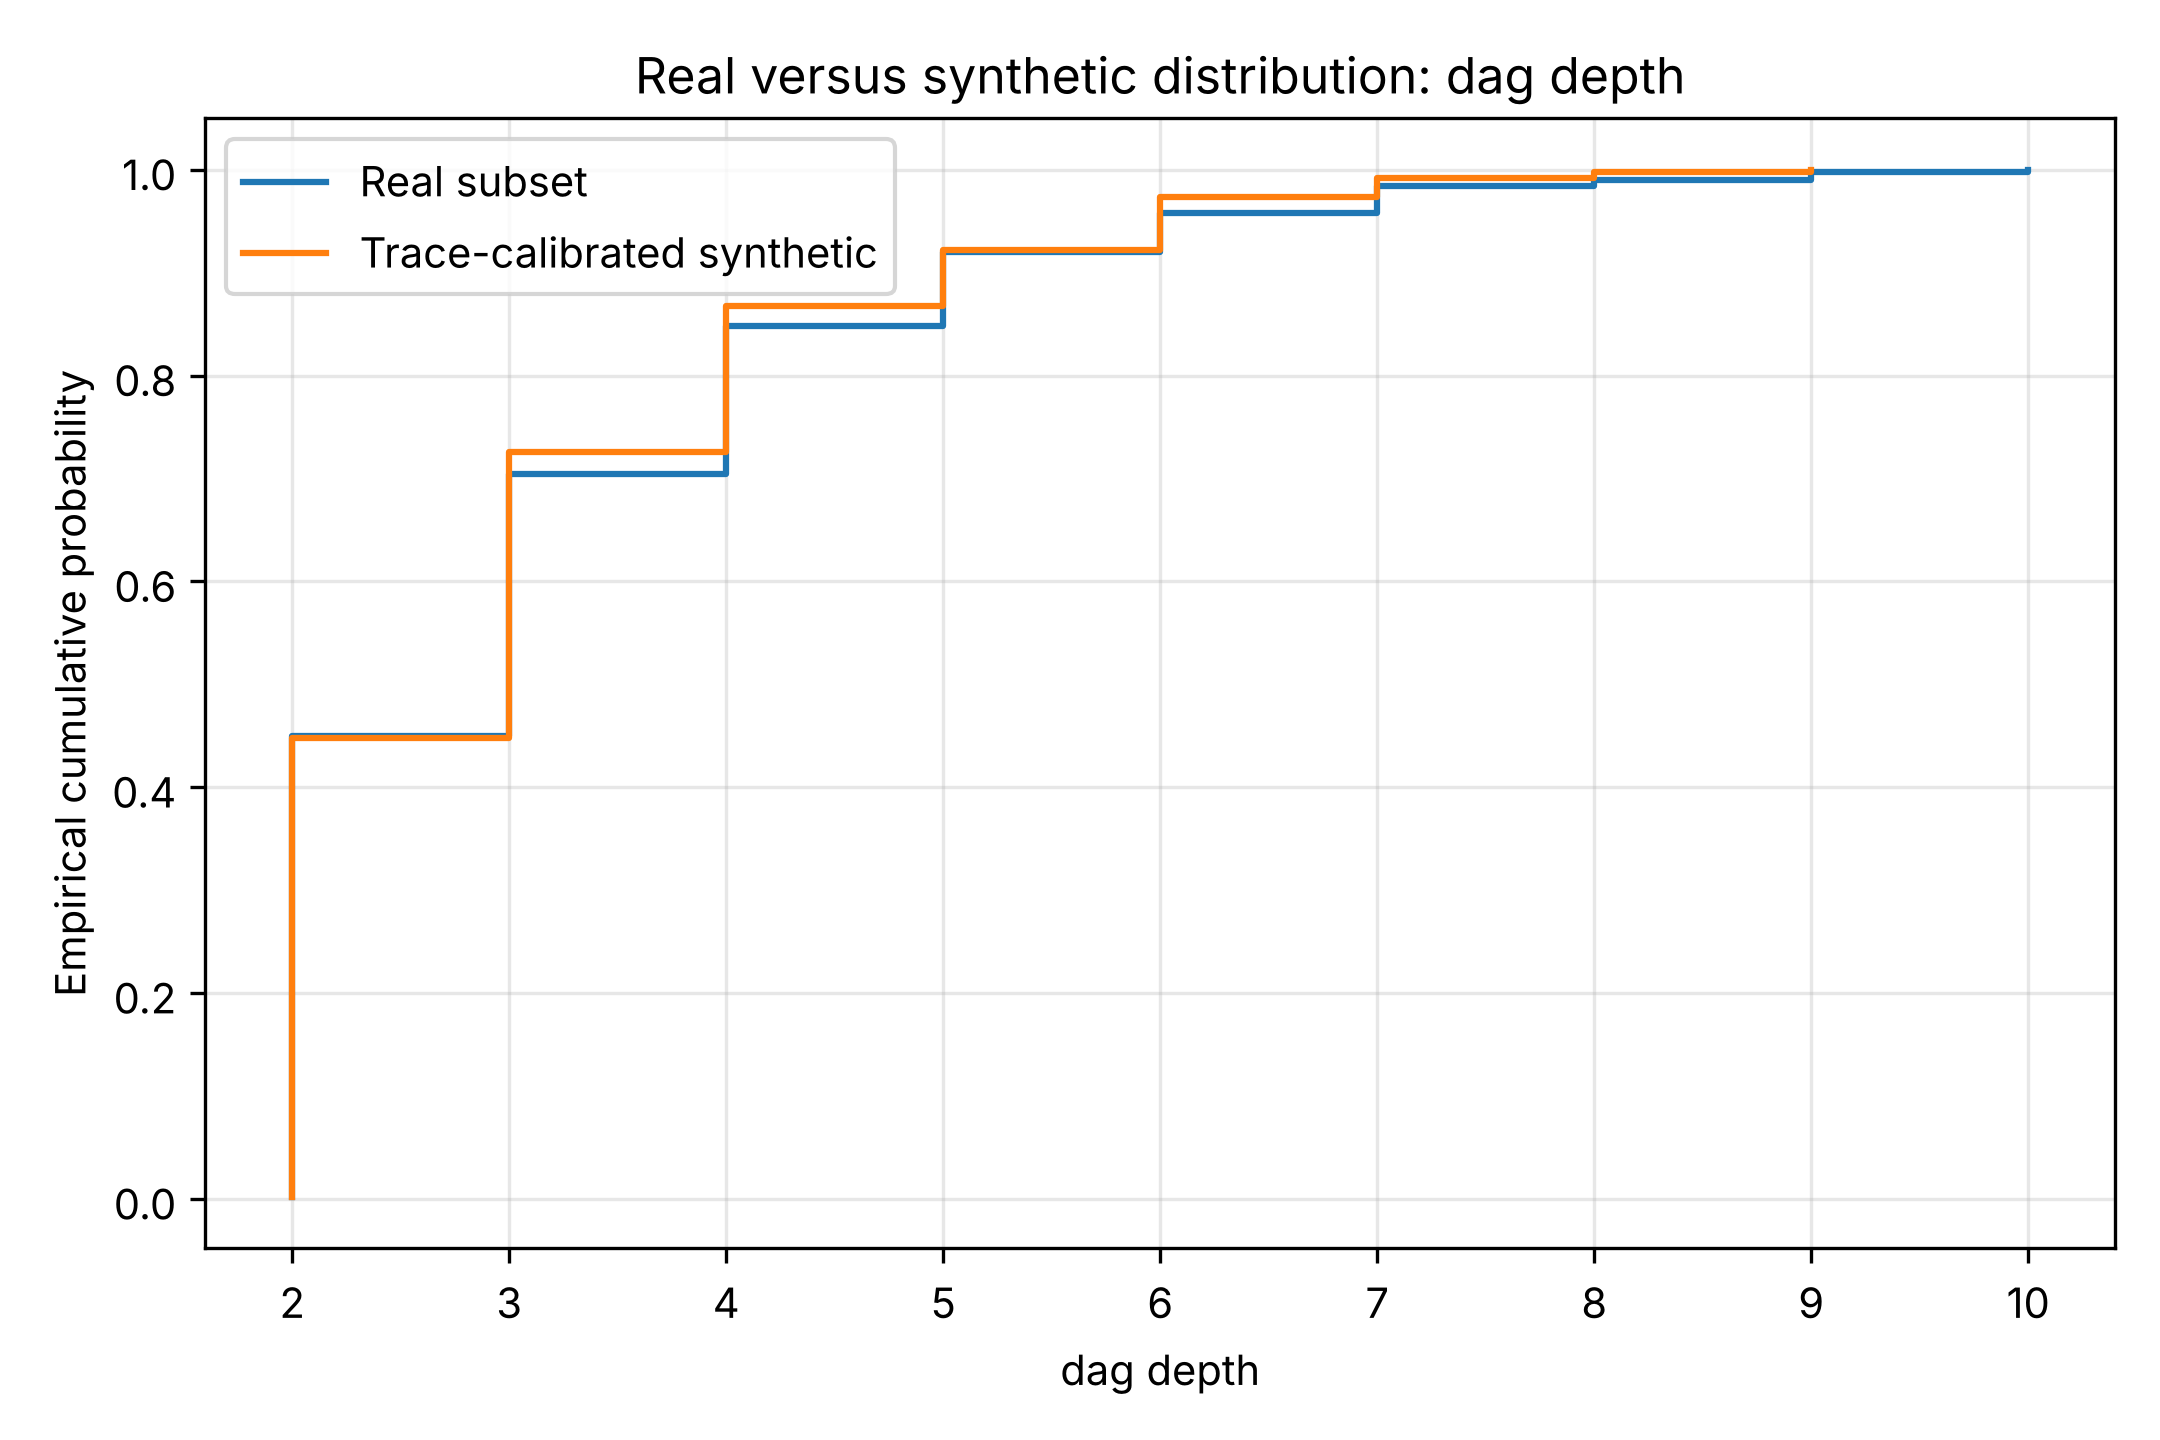 Real versus synthetic distribution: dag depth
Real subset
Trace-calibrated synthetic
Empirical cumulative probability
1.0
0.8
0.6
0.4
0.2
0.0
2 3 4 5 6 7 8 9 10
dag depth